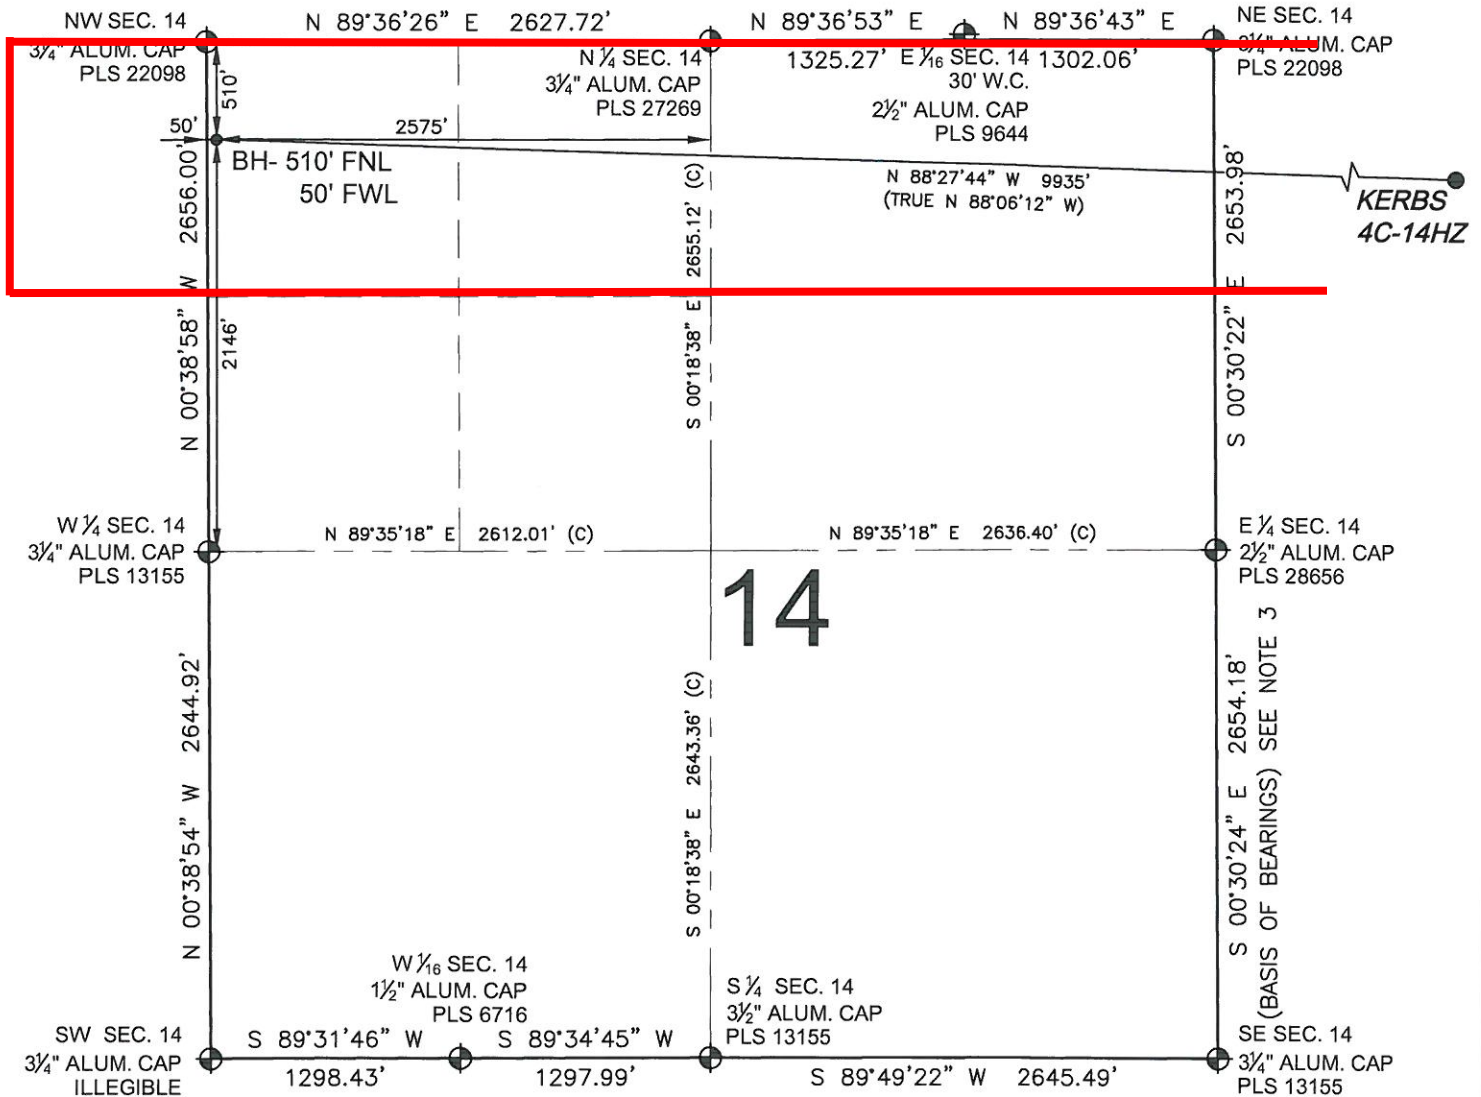 NW SEC. 14
3¼" ALUM. CAP
PLS 22098
N 89°36'26" E 2627.72'
N ¼ SEC. 14
3¼" ALUM. CAP
PLS 27269
N 89°36'53" E
1325.27'
E 1⁄16 SEC. 14
30' W.C.
2½" ALUM. CAP
PLS 9644
N 89°36'43" E
1302.06'
NE SEC. 14
3¼" ALUM. CAP
PLS 22098
510'
50'
2575'
BH- 510' FNL
50' FWL
N 88°27'44" W 9935'
(TRUE N 88°06'12" W)
KERBS
4C-14HZ
N 00°38'58" W 2656.00'
2146'
S 00°18'38" E 2655.12' (C)
S 00°30'22" E 2653.98'
W ¼ SEC. 14
3¼" ALUM. CAP
PLS 13155
N 89°35'18" E 2612.01' (C)
N 89°35'18" E 2636.40' (C)
E ¼ SEC. 14
2½" ALUM. CAP
PLS 28656
14
N 00°38'54" W 2644.92'
S 00°18'38" E 2643.36' (C)
S 00°30'24" E 2654.18'
(BASIS OF BEARINGS) SEE NOTE 3
W 1⁄16 SEC. 14
1½" ALUM. CAP
PLS 6716
S ¼ SEC. 14
3½" ALUM. CAP
PLS 13155
SW SEC. 14
3¼" ALUM. CAP
ILLEGIBLE
S 89°31'46" W
1298.43'
S 89°34'45" W
1297.99'
S 89°49'22" W 2645.49'
SE SEC. 14
3¼" ALUM. CAP
PLS 13155